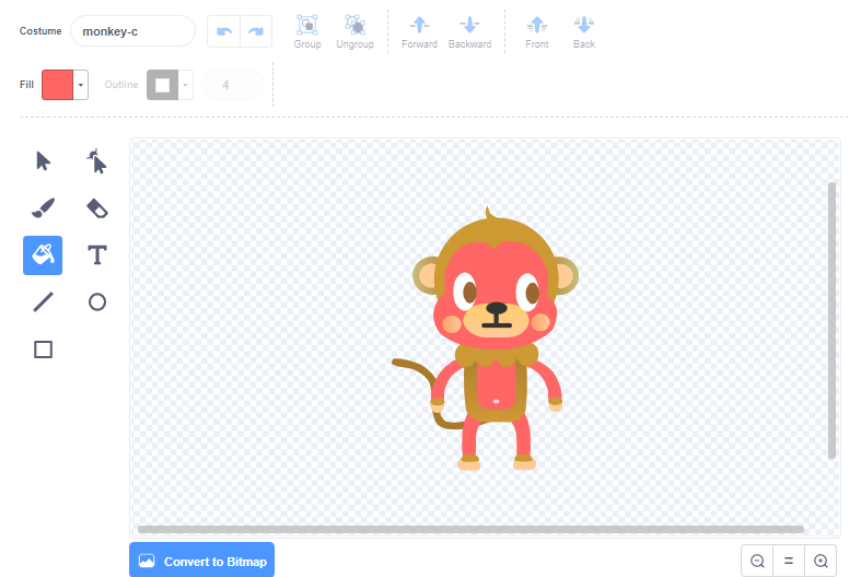 Costume monkey-c
Group Ungroup Forward Backward Front Back
Fill Outline 4
T
Convert to Bitmap